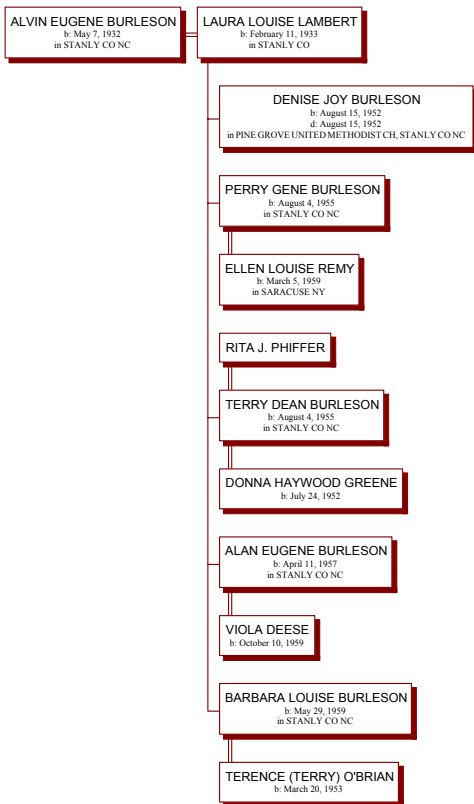 ALVIN EUGENE BURLESON
b: May 7, 1932
in STANLY CO NC
LAURA LOUISE LAMBERT
b: February 11, 1933
in STANLY CO
DENISE JOY BURLESON
b: August 15, 1952
d: August 15, 1952
in PINE GROVE UNITED METHODIST CH, STANLY CO NC
PERRY GENE BURLESON
b: August 4, 1955
in STANLY CO NC
ELLEN LOUISE REMY
b: March 5, 1959
in SARACUSE NY
RITA J. PHIFFER
TERRY DEAN BURLESON
b: August 4, 1955
in STANLY CO NC
DONNA HAYWOOD GREENE
b: July 24, 1952
ALAN EUGENE BURLESON
b: April 11, 1957
in STANLY CO NC
VIOLA DEESE
b: October 10, 1959
BARBARA LOUISE BURLESON
b: May 29, 1959
in STANLY CO NC
TERENCE (TERRY) O'BRIAN
b: March 20, 1953